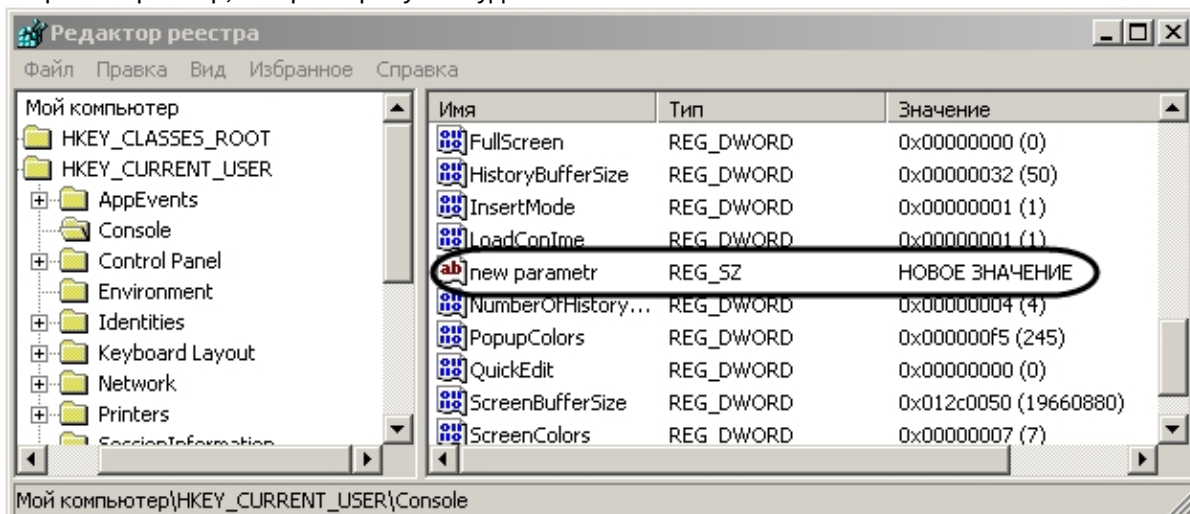 Редактор реестра
Файл Правка Вид Избранное Справка
Мой компьютер
HKEY_CLASSES_ROOT
HKEY_CURRENT_USER
AppEvents
Console
Control Panel
Environment
Identities
Keyboard Layout
Network
Printers
SessionInformation
Имя Тип Значение
FullScreen REG_DWORD 0x00000000 (0)
HistoryBufferSize REG_DWORD 0x00000032 (50)
InsertMode REG_DWORD 0x00000001 (1)
LoadConIme REG_DWORD 0x00000001 (1)
new parametr REG_SZ НОВОЕ ЗНАЧЕНИЕ
NumberOfHistory... REG_DWORD 0x00000004 (4)
PopupColors REG_DWORD 0x000000f5 (245)
QuickEdit REG_DWORD 0x00000000 (0)
ScreenBufferSize REG_DWORD 0x012c0050 (19660880)
ScreenColors REG_DWORD 0x00000007 (7)
Мой компьютер\HKEY_CURRENT_USER\Console